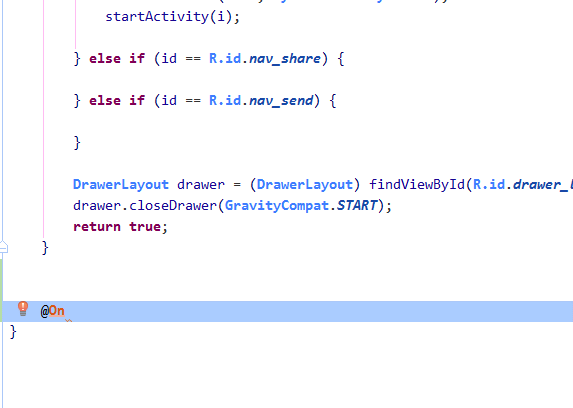 startActivity(i);
} else if (id == R.id.nav_share) {
} else if (id == R.id.nav_send) {
}
DrawerLayout drawer = (DrawerLayout) findViewById(R.id.drawer_
drawer.closeDrawer(GravityCompat.START);
return true;
}
@On
}